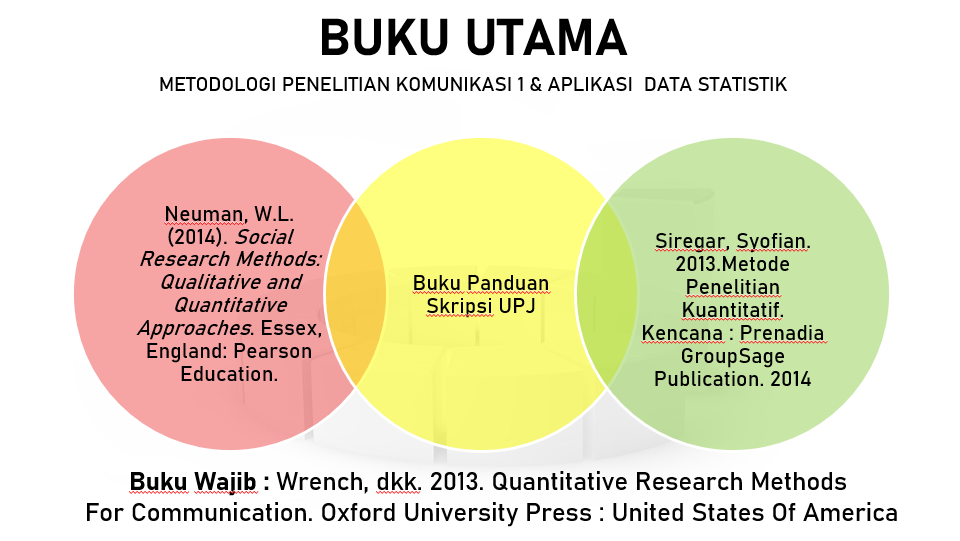 BUKU UTAMA
METODOLOGI PENELITIAN KOMUNIKASI 1 & APLIKASI  DATA STATISTIK
Neuman, W.L.
(2014). Social
Research Methods:
Qualitative and
Quantitative
Approaches. Essex,
England: Pearson
Education.
Buku Panduan
Skripsi UPJ
Siregar, Syofian.
2013.Metode
Penelitian
Kuantitatif.
Kencana : Prenadia
GroupSage
Publication. 2014
Buku Wajib : Wrench, dkk. 2013. Quantitative Research Methods
For Communication. Oxford University Press : United States Of America